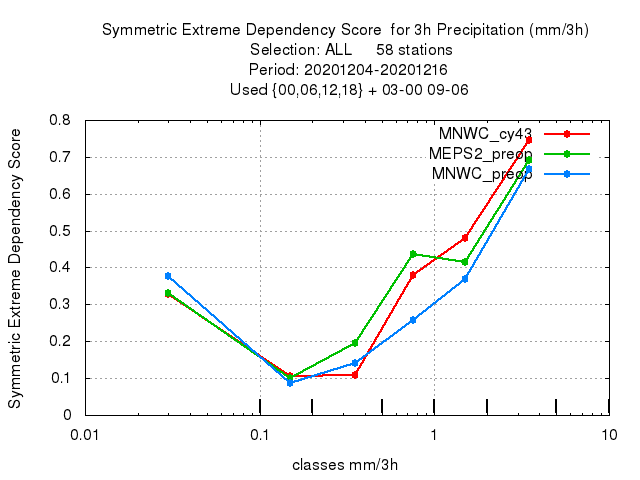 Symmetric Extreme Dependency Score for 3h Precipitation (mm/3h)
Selection: ALL 58 stations
Period: 20201204-20201216
Used {00,06,12,18} + 03-00 09-06
Symmetric Extreme Dependency Score
0.8
0.7
0.6
0.5
0.4
0.3
0.2
0.1
0
MNWC_cy43
MEPS2_preop
MNWC_preop
0.01
0.1
1
10
classes mm/3h